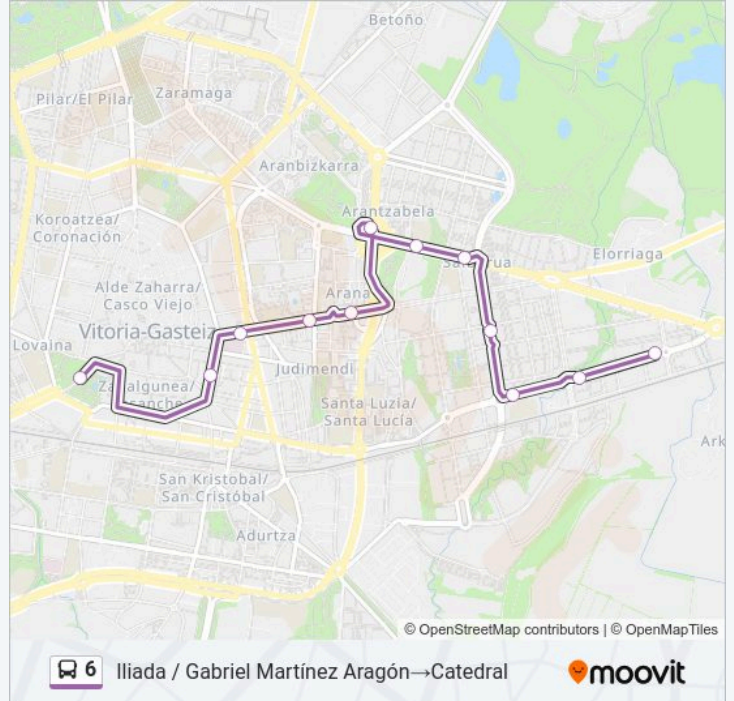 Betoño
Pilar/El Pilar
Zaramaga
Aranbizkarra
Arantzabela
Koroatzea/
Coronación
Elorriaga
Alde Zaharra/
Casco Viejo
Arana
Vitoria-Gasteiz
Lovaina
Judimendi
Santa Luzia/
Santa Lucía
Ark
San Kristobal/
San Cristóbal
Adurtza
© OpenStreetMap contributors | © OpenMapTiles
6 Iliada / Gabriel Martínez Aragón→Catedral
moovit